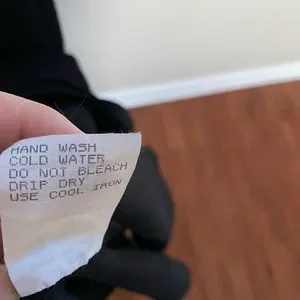 HAND WASH
COLD WATER
DO NOT BLEACH
DRIP DRY
USE COOL IRON